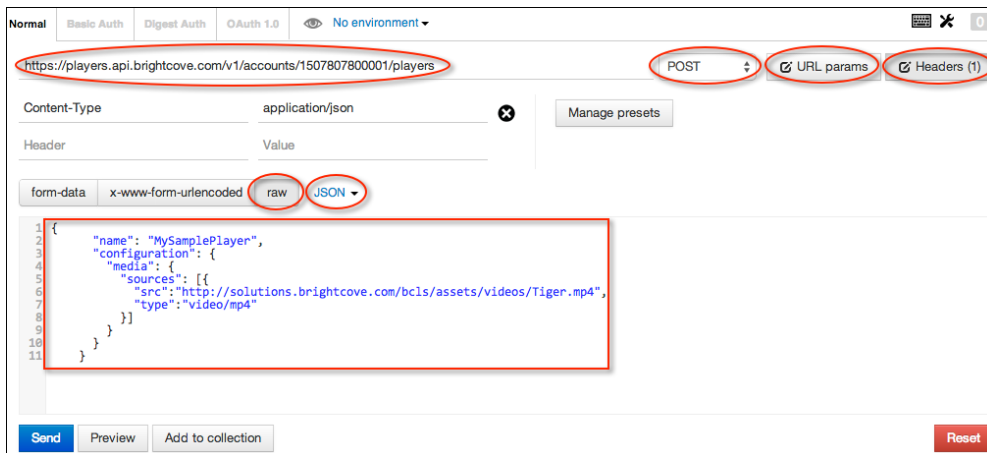 Normal Basic Auth Digest Auth OAuth 1.0 No environment 0
https://players.api.brightcove.com/v1/accounts/1507807800001/players POST URL params Headers (1)
Content-Type application/json Manage presets
Header Value
form-data x-www-form-urlencoded raw JSON
1 {
2 "name": "MySamplePlayer",
3 "configuration": {
4 "media": {
5 "sources": [{
6 "src":"http://solutions.brightcove.com/bcls/assets/videos/Tiger.mp4",
7 "type":"video/mp4"
8 }]
9 }
10 }
11 }
Send Preview Add to collection Reset